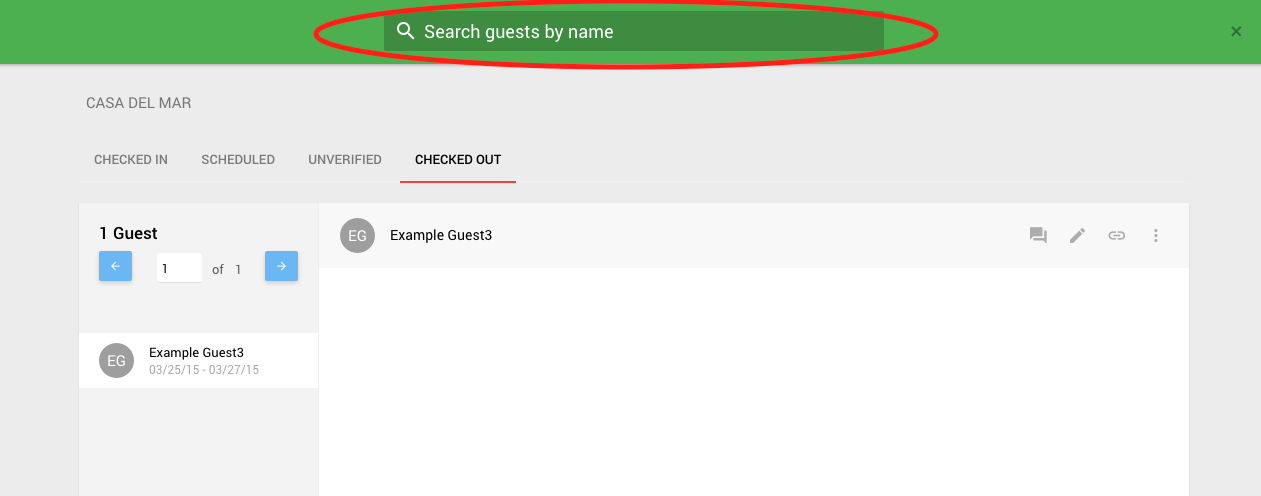 Search guests by name
×
CASA DEL MAR
CHECKED IN SCHEDULED UNVERIFIED CHECKED OUT
1 Guest
1 of 1
EG Example Guest3
EG Example Guest3
03/25/15 - 03/27/15